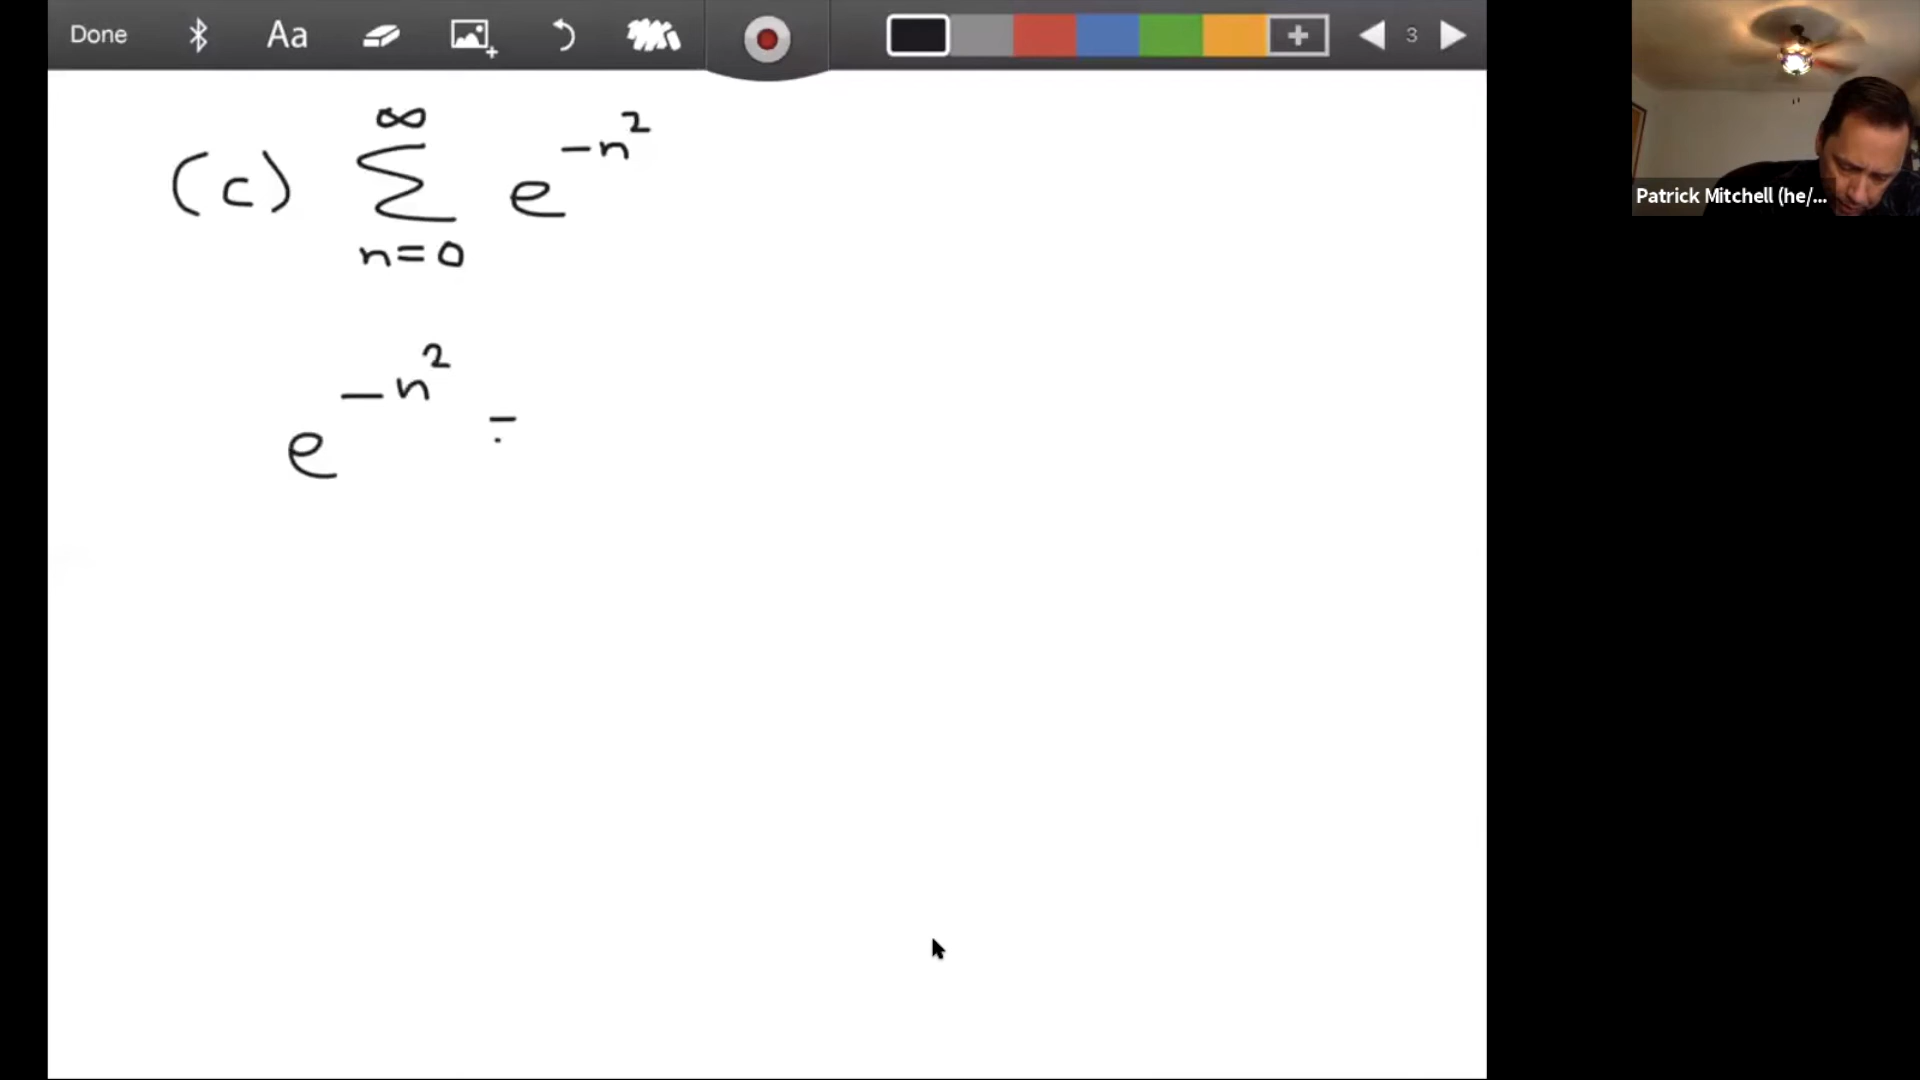 Done Aa 3
(c) ∑_{n=0}^{∞} e^{-n^2}
e^{-n^2} =
Patrick Mitchell (he/...